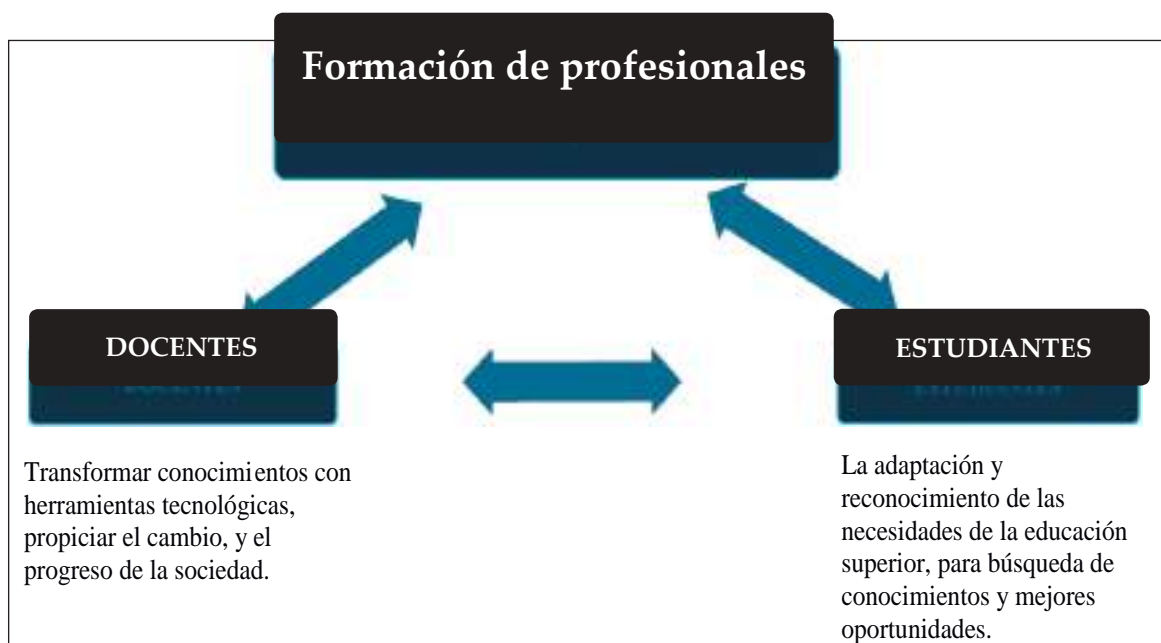 Formación de profesionales
DOCENTES
ESTUDIANTES
Transformar conocimientos con
herramientas tecnológicas,
propiciar el cambio, y el
progreso de la sociedad.
La adaptación y
reconocimiento de las
necesidades de la educación
superior, para búsqueda de
conocimientos y mejores
oportunidades.